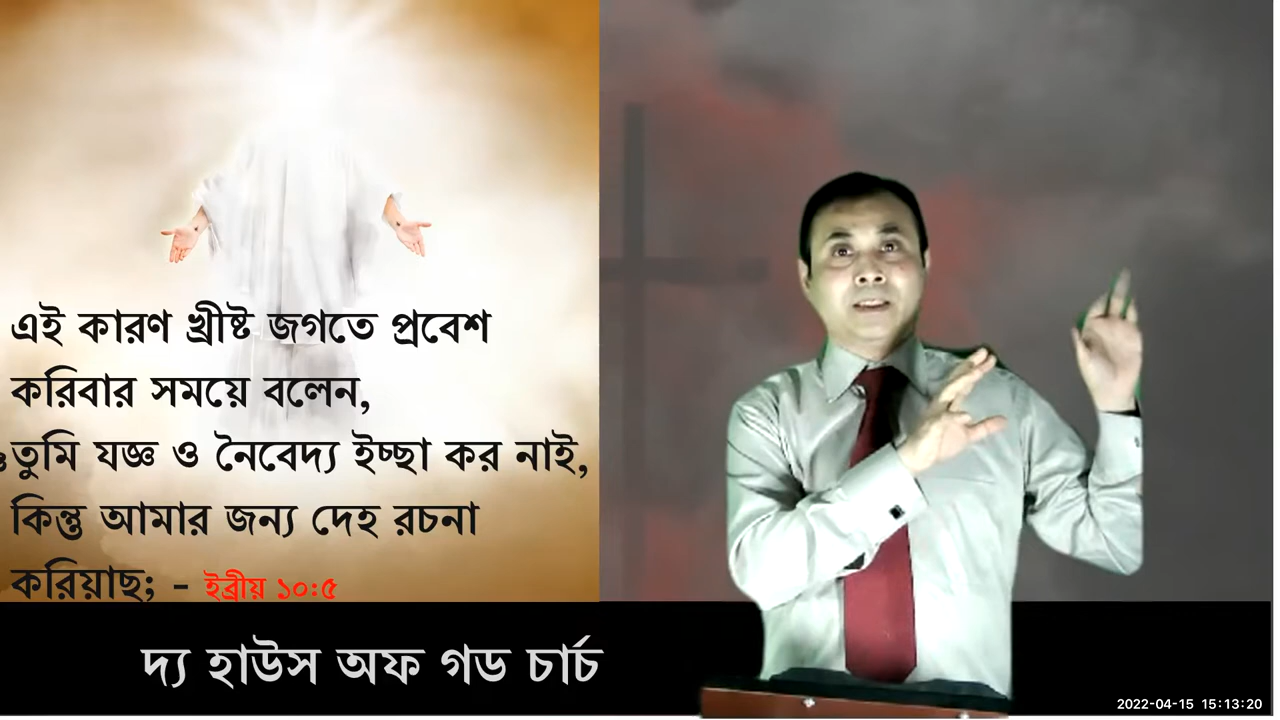 এই কারণ খ্রীষ্ট জগতে প্রবেশ
করিবার সময়ে বলেন,
তুমি যজ্ঞ ও নৈবেদ্য ইচ্ছা কর নাই,
কিন্তু আমার জন্য দেহ রচনা
করিয়াছ; - ইব্রীয় ১০:৫
দ্য হাউস অফ গড চার্চ
2022-04-15 15:13:20